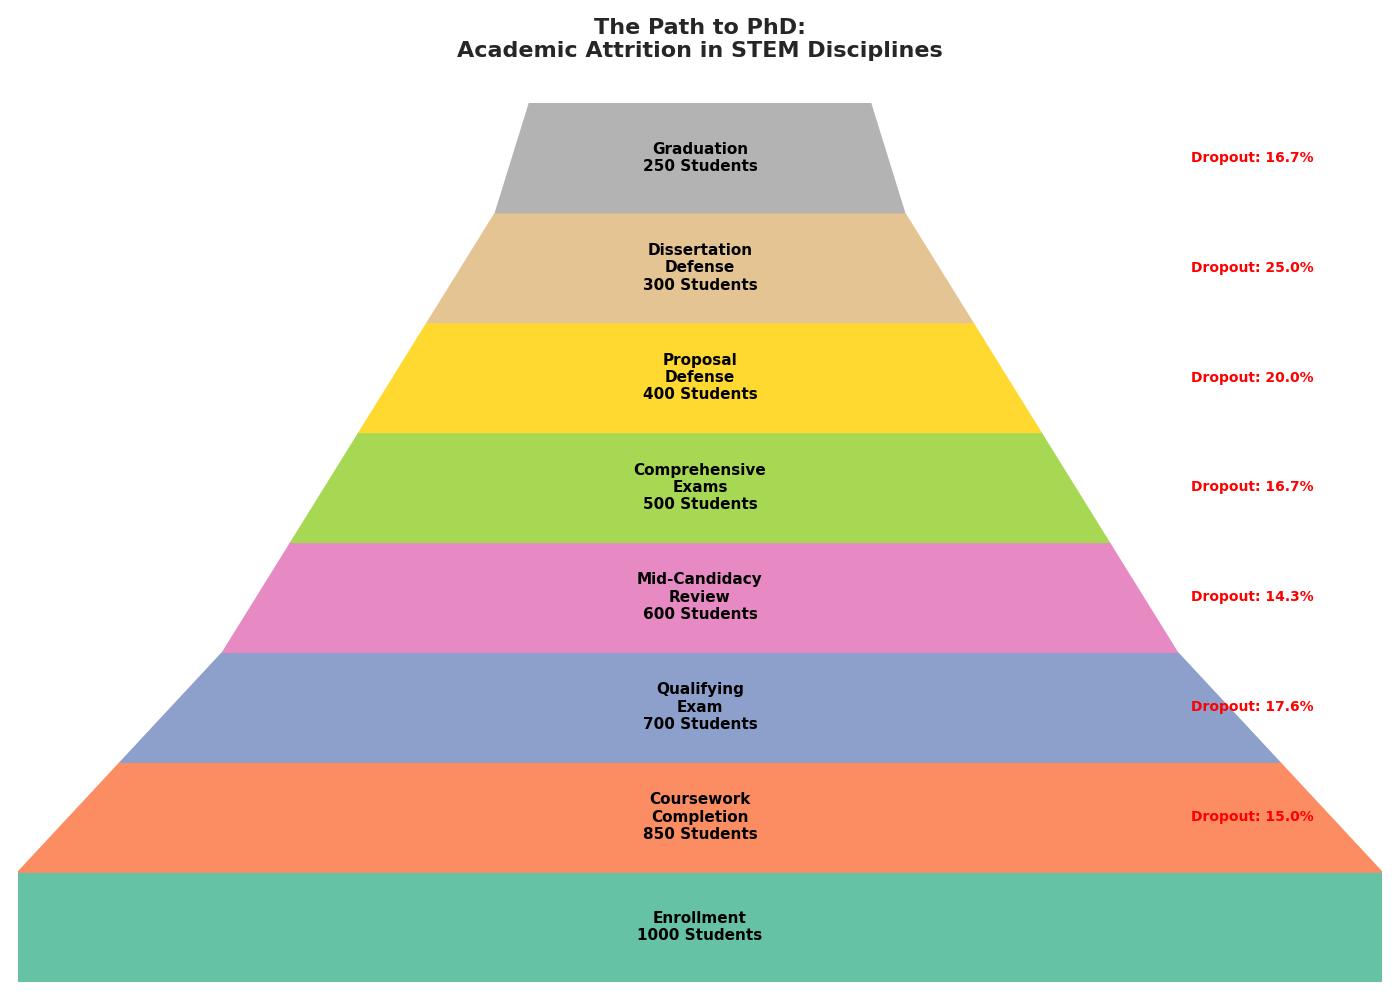 The Path to PhD:
Academic Attrition in STEM Disciplines
Graduation
250 Students
Dropout: 16.7%
Dissertation
Defense
300 Students
Dropout: 25.0%
Proposal
Defense
400 Students
Dropout: 20.0%
Comprehensive
Exams
500 Students
Dropout: 16.7%
Mid-Candidacy
Review
600 Students
Dropout: 14.3%
Qualifying
Exam
700 Students
Dropout: 17.6%
Coursework
Completion
850 Students
Dropout: 15.0%
Enrollment
1000 Students